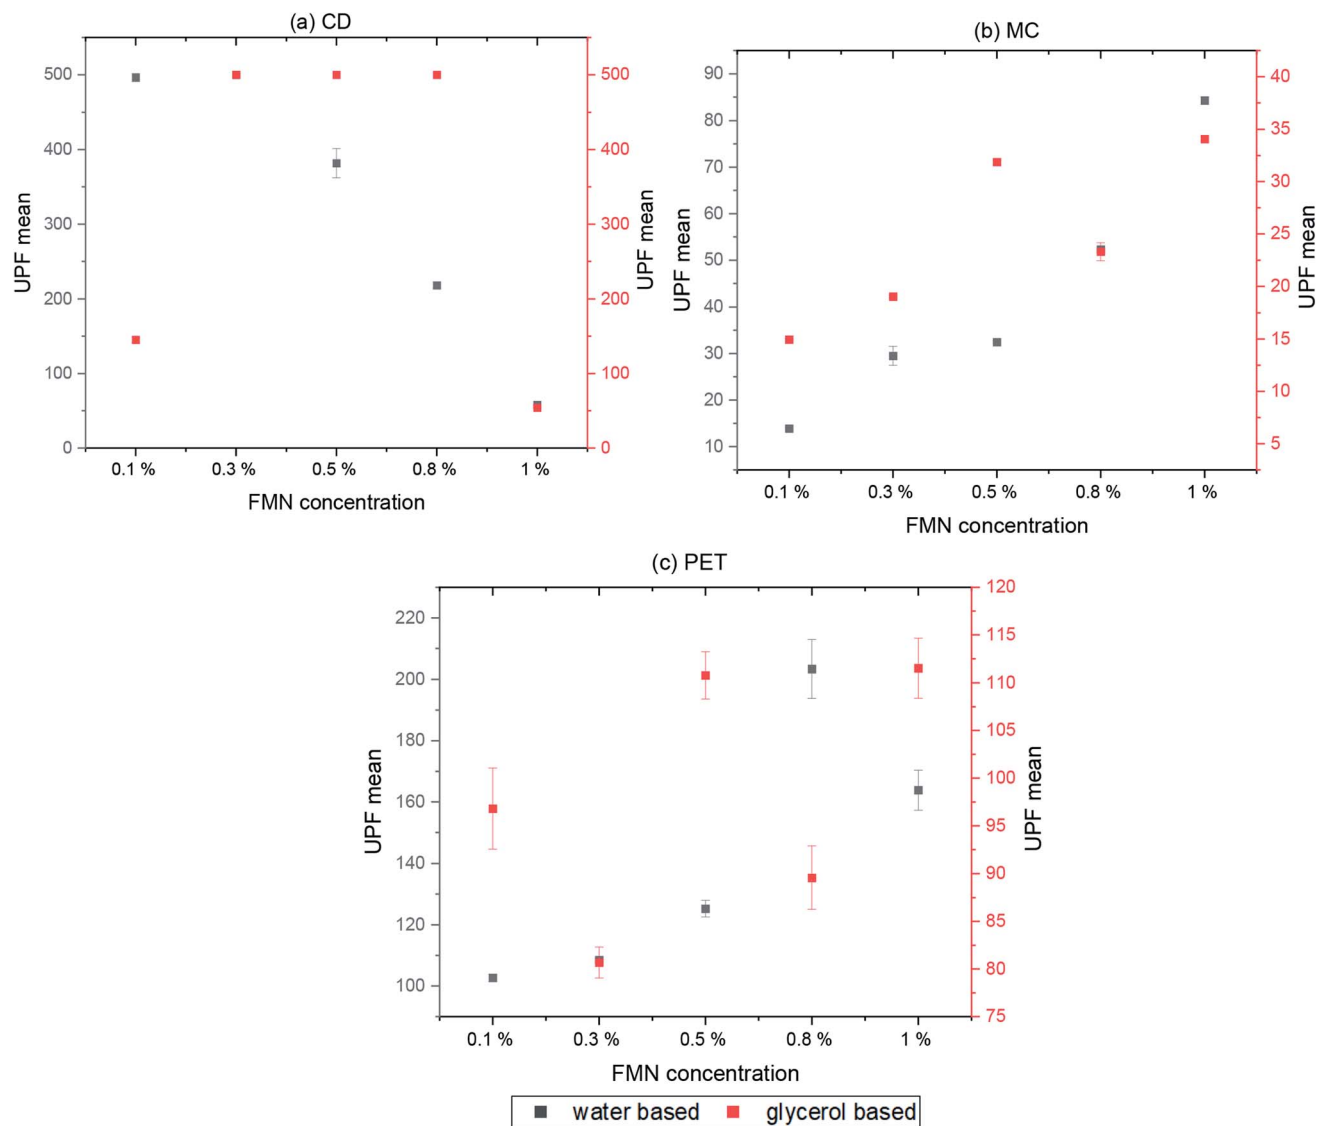 (a) CD
500
400
300
200
100
0
UPF mean
500
400
300
200
100
0
UPF mean
0.1 % 0.3 % 0.5 % 0.8 % 1 %
FMN concentration
(b) MC
90
80
70
60
50
40
30
20
10
UPF mean
40
35
30
25
20
15
10
5
UPF mean
0.1 % 0.3 % 0.5 % 0.8 % 1 %
FMN concentration
(c) PET
220
200
180
160
140
120
100
UPF mean
120
115
110
105
100
95
90
85
80
75
UPF mean
0.1 % 0.3 % 0.5 % 0.8 % 1 %
FMN concentration
water based glycerol based